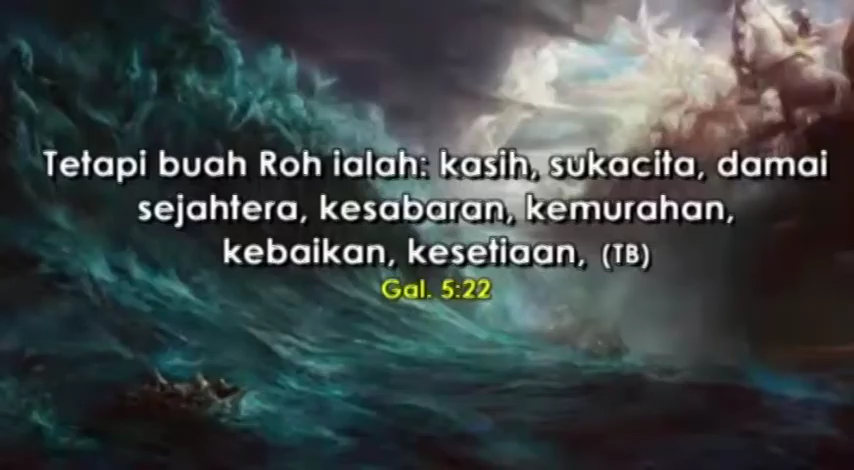 Tetapi buah Roh ialah: kasih, sukacita, damai
sejahtera, kesabaran, kemurahan,
kebaikan, kesetiaan, (TB)
Gal. 5:22